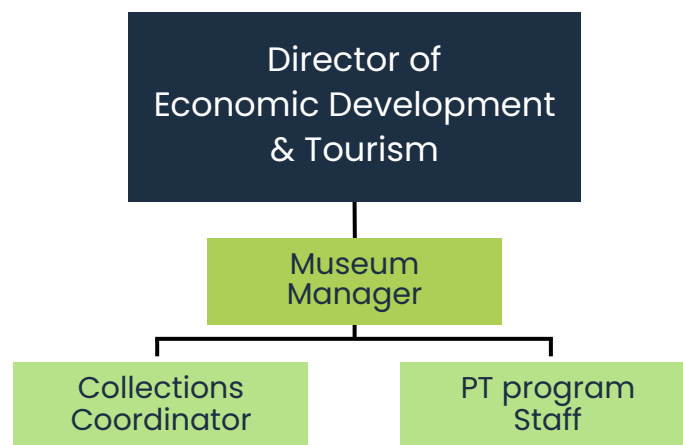 Director of
Economic Development
& Tourism
Museum
Manager
Collections
Coordinator
PT program
Staff